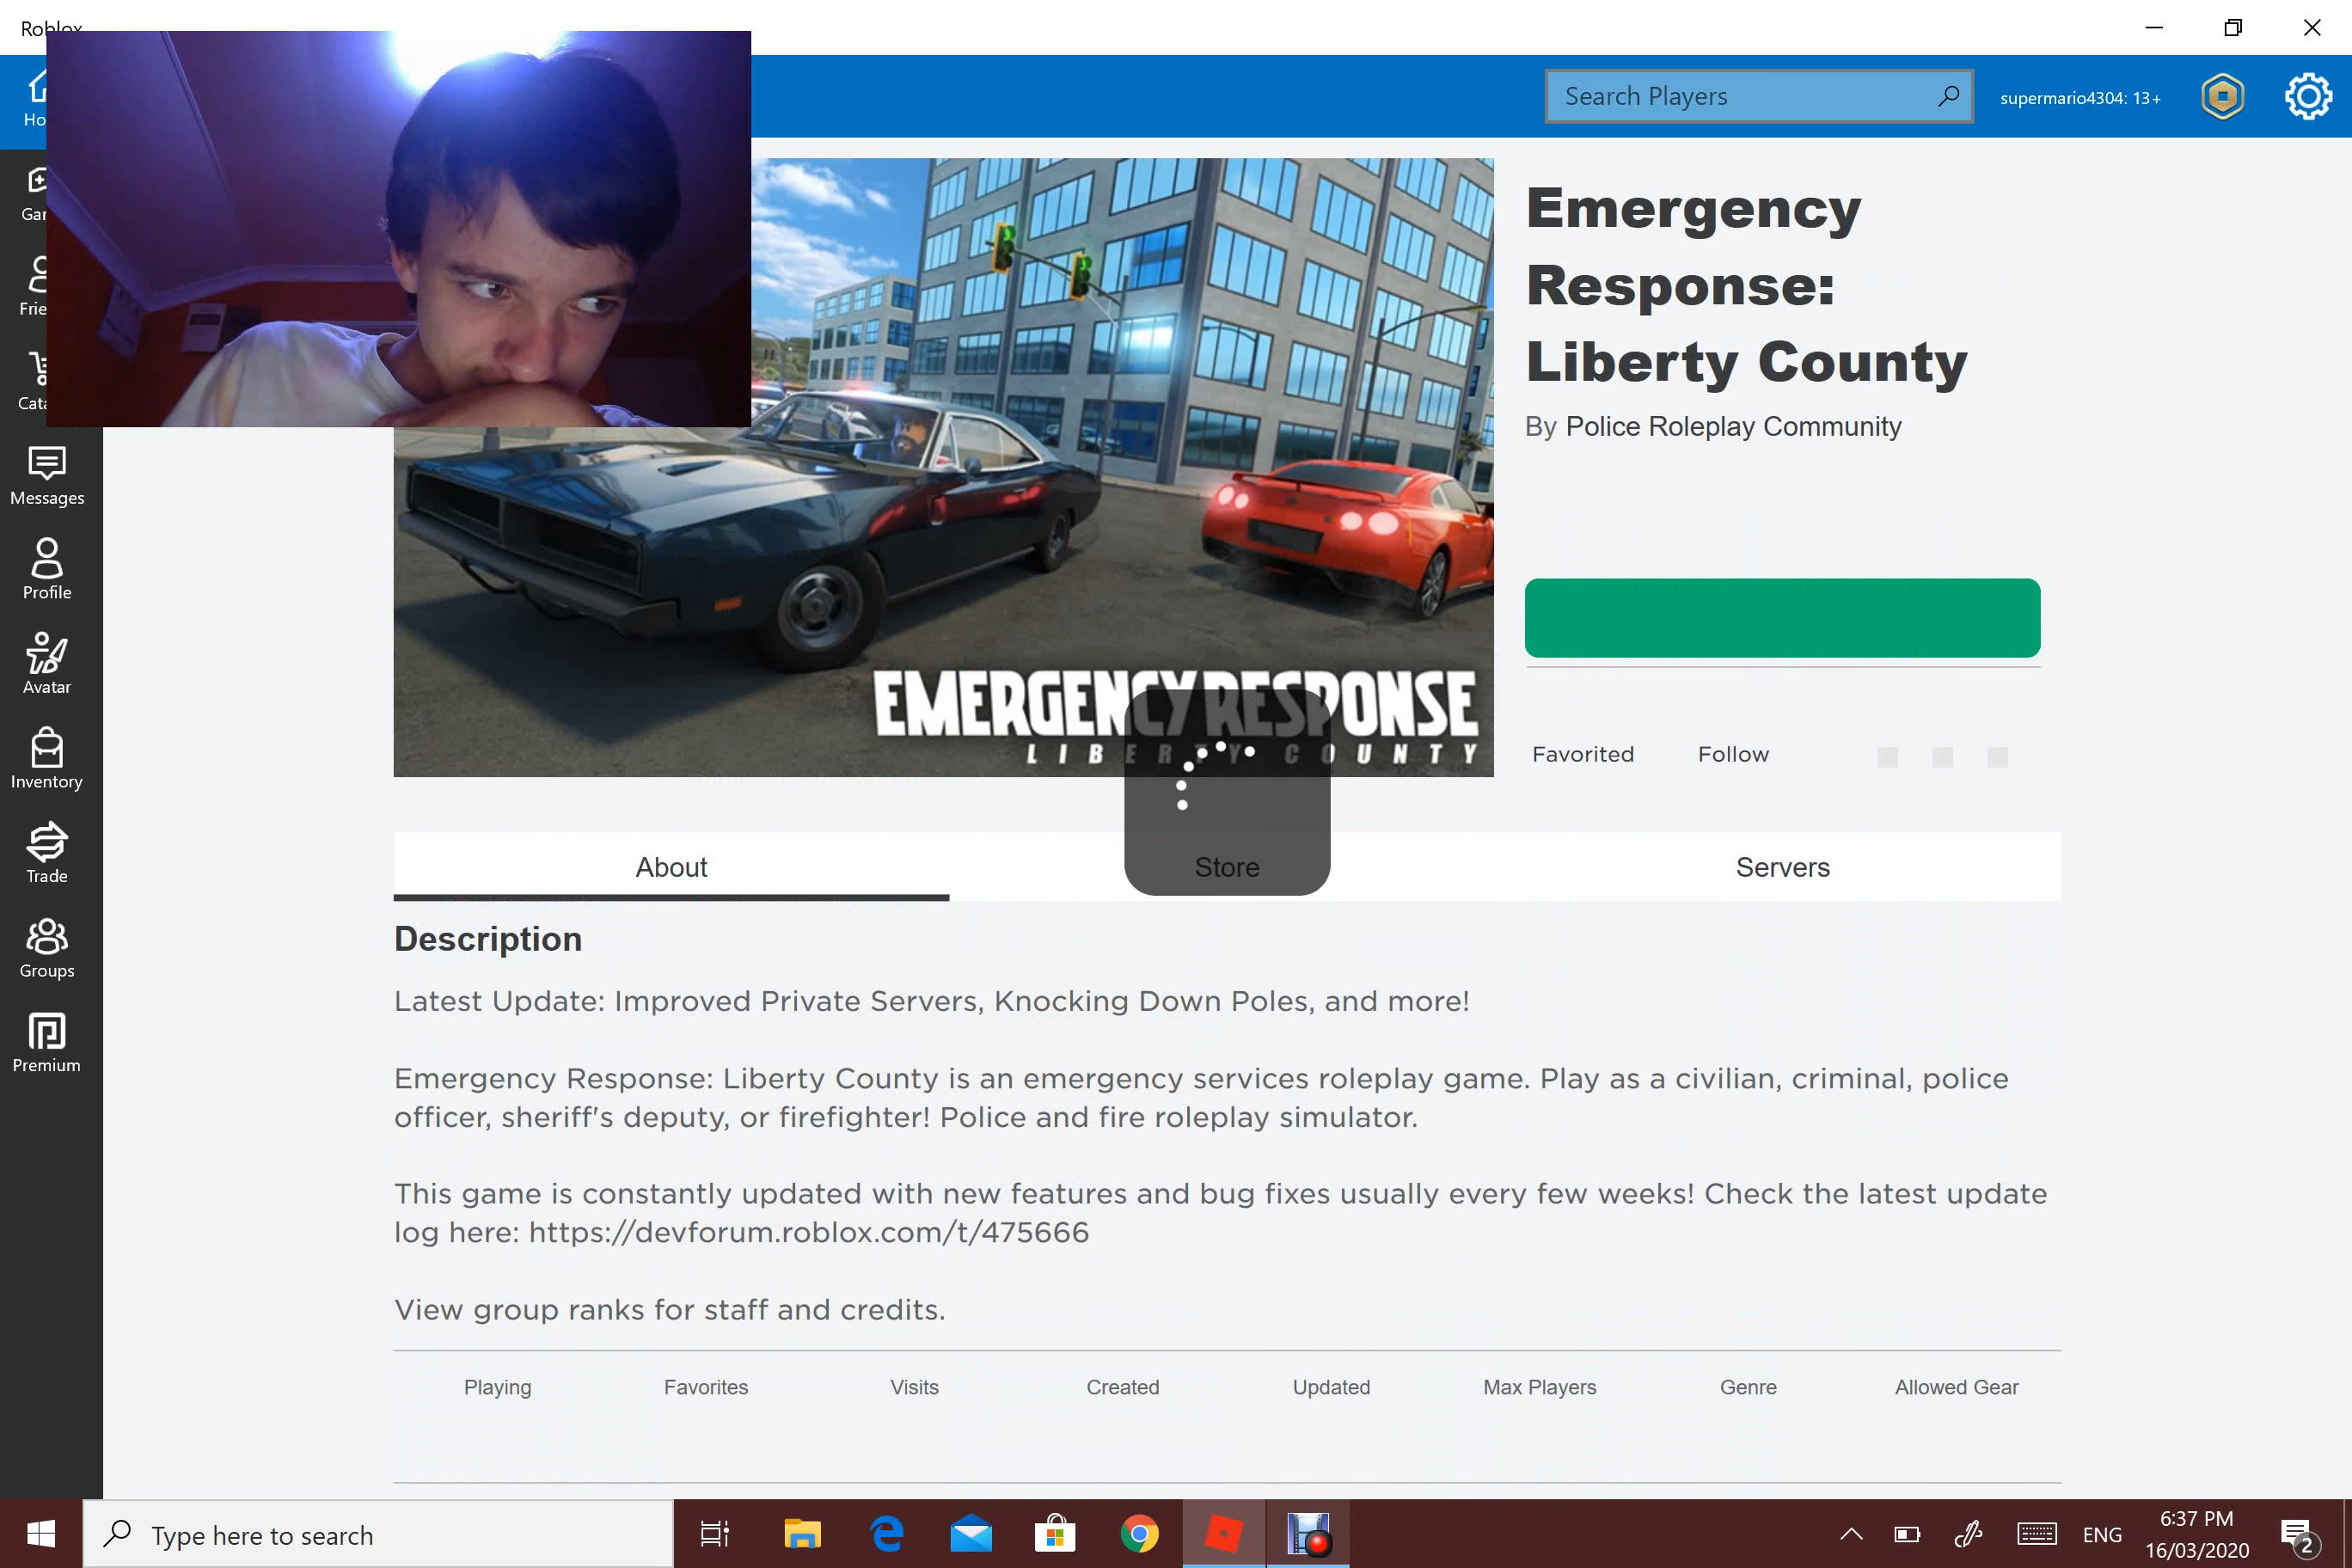 Roblox
Search Players
supermario4304: 13+
Messages
Profile
Avatar
Inventory
Trade
Groups
Premium
Emergency
Response:
Liberty County
By Police Roleplay Community
EMERGENCY RESPONSE
LIBERTY COUNTY
Favorited Follow
About Store Servers
Description
Latest Update: Improved Private Servers, Knocking Down Poles, and more!
Emergency Response: Liberty County is an emergency services roleplay game. Play as a civilian, criminal, police
officer, sheriff's deputy, or firefighter! Police and fire roleplay simulator.
This game is constantly updated with new features and bug fixes usually every few weeks! Check the latest update
log here: https://devforum.roblox.com/t/475666
View group ranks for staff and credits.
Playing Favorites Visits Created Updated Max Players Genre Allowed Gear
Type here to search
ENG
6:37 PM
16/03/2020
2